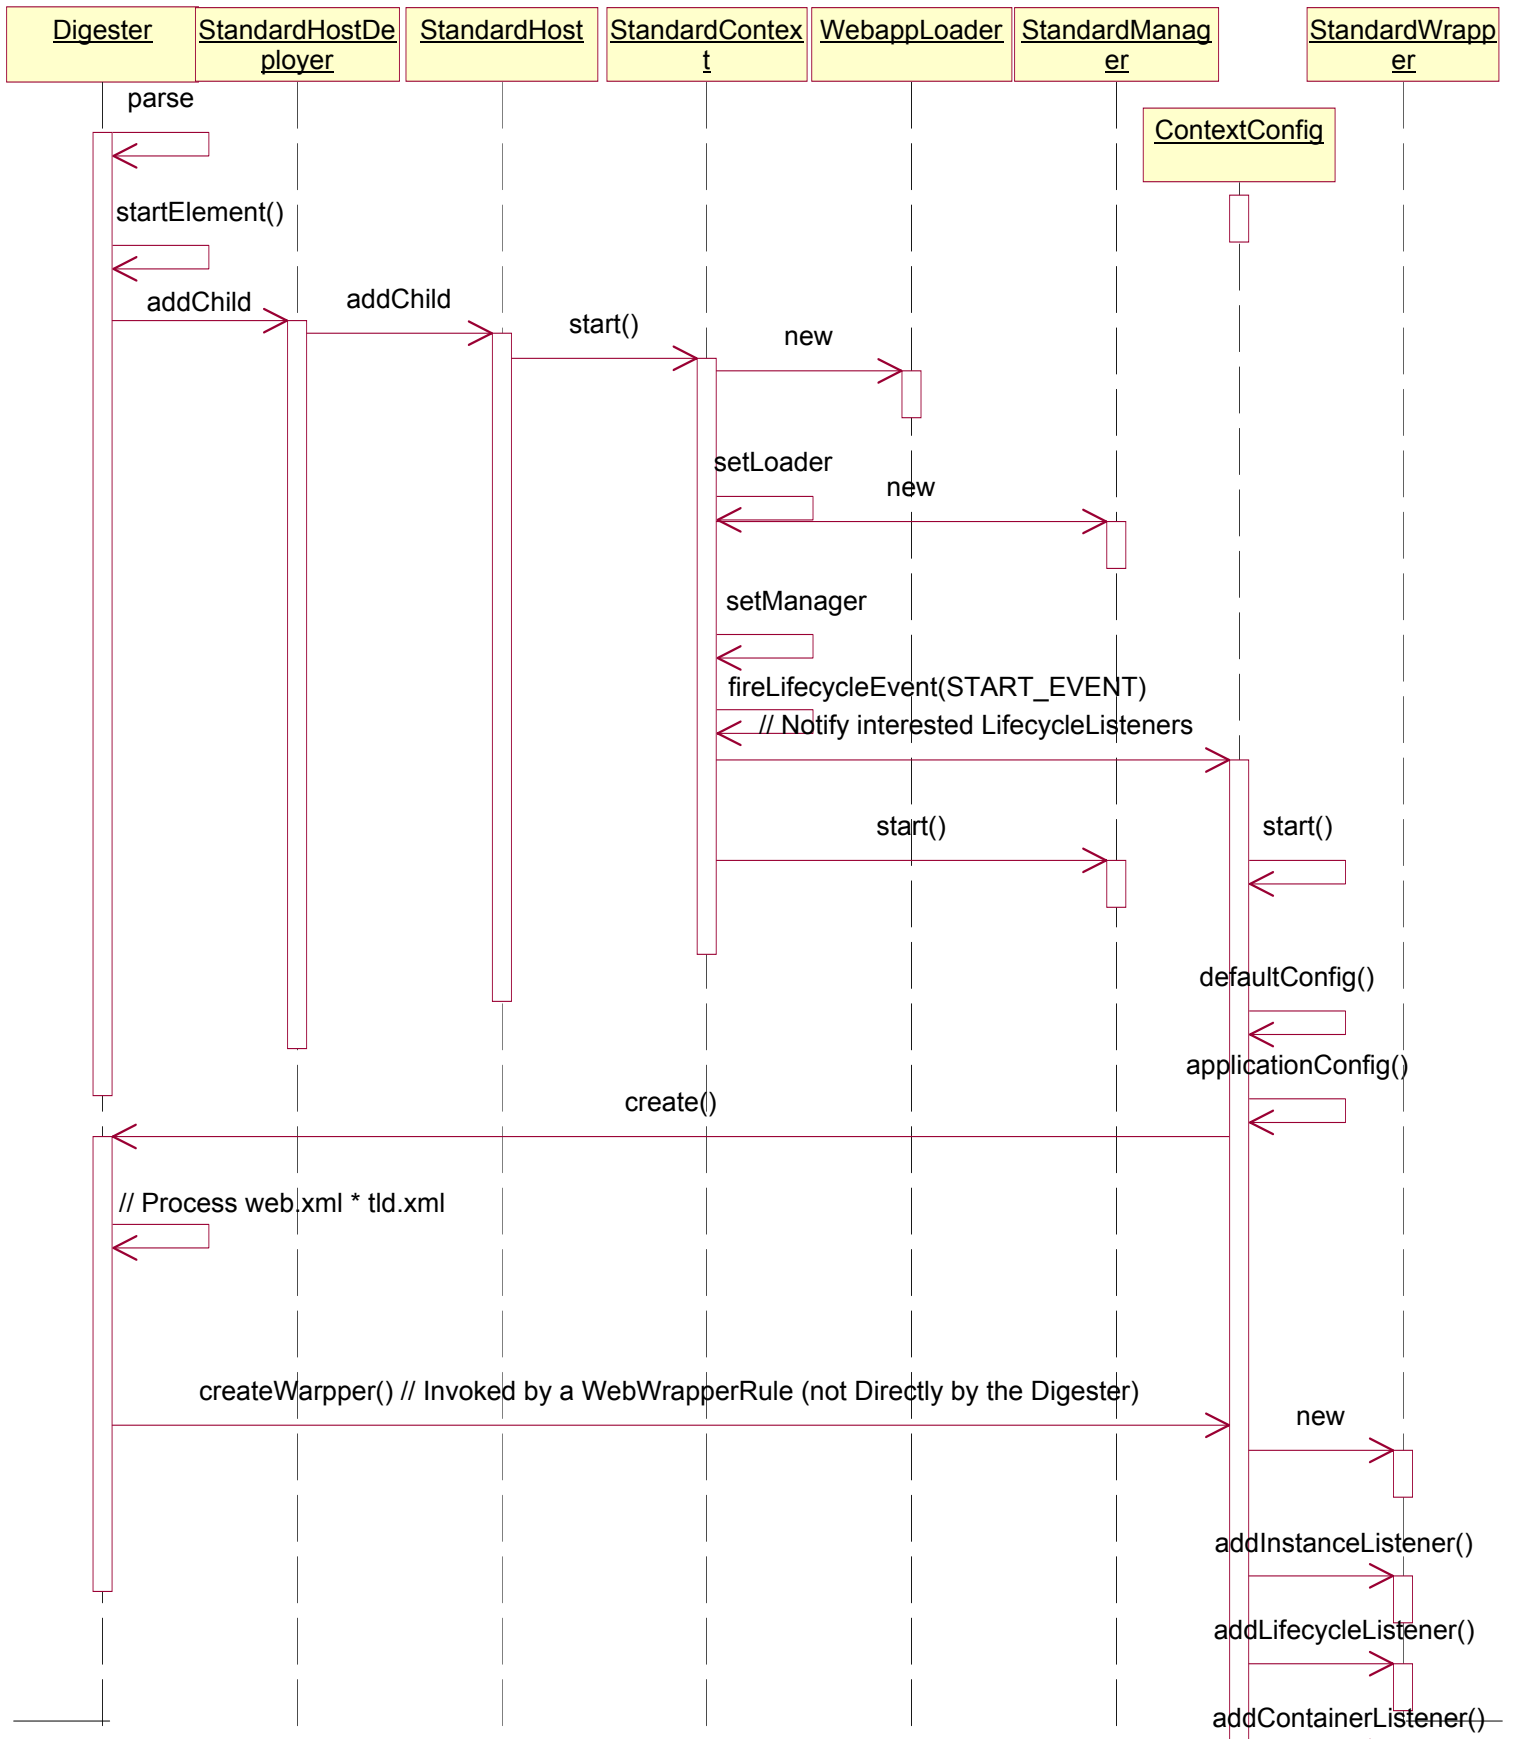 Digester
StandardHostDe
ployer
StandardHost
StandardContex
t
WebappLoader
StandardManag
er
StandardWrapp
er
parse
ContextConfig
startElement()
addChild
addChild
start()
new
setLoader
new
setManager
fireLifecycleEvent(START_EVENT)
// Notify interested LifecycleListeners
start()
start()
defaultConfig()
applicationConfig()
create()
// Process web.xml * tld.xml
createWarpper() // Invoked by a WebWrapperRule (not Directly by the Digester)
new
addInstanceListener()
addLifecycleListener()
addContainerListener()